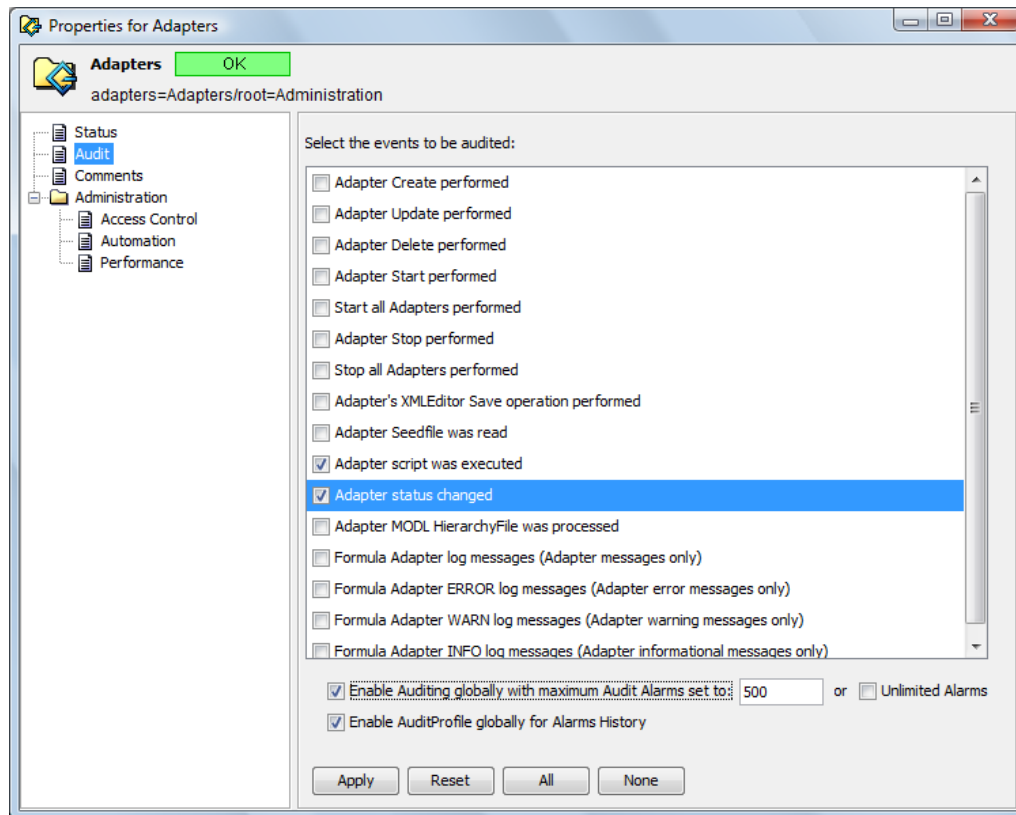 Properties for Adapters
Adapters OK
adapters=Adapters/root=Administration
Status
Audit
Comments
Administration
Access Control
Automation
Performance
Select the events to be audited:
Adapter Create performed
Adapter Update performed
Adapter Delete performed
Adapter Start performed
Start all Adapters performed
Adapter Stop performed
Stop all Adapters performed
Adapter's XMLEditor Save operation performed
Adapter Seedfile was read
Adapter script was executed
Adapter status changed
Adapter MODL HierarchyFile was processed
Formula Adapter log messages (Adapter messages only)
Formula Adapter ERROR log messages (Adapter error messages only)
Formula Adapter WARN log messages (Adapter warning messages only)
Formula Adapter INFO log messages (Adapter informational messages only)
Enable Auditing globally with maximum Audit Alarms set to: 500 or Unlimited Alarms
Enable AuditProfile globally for Alarms History
Apply Reset All None